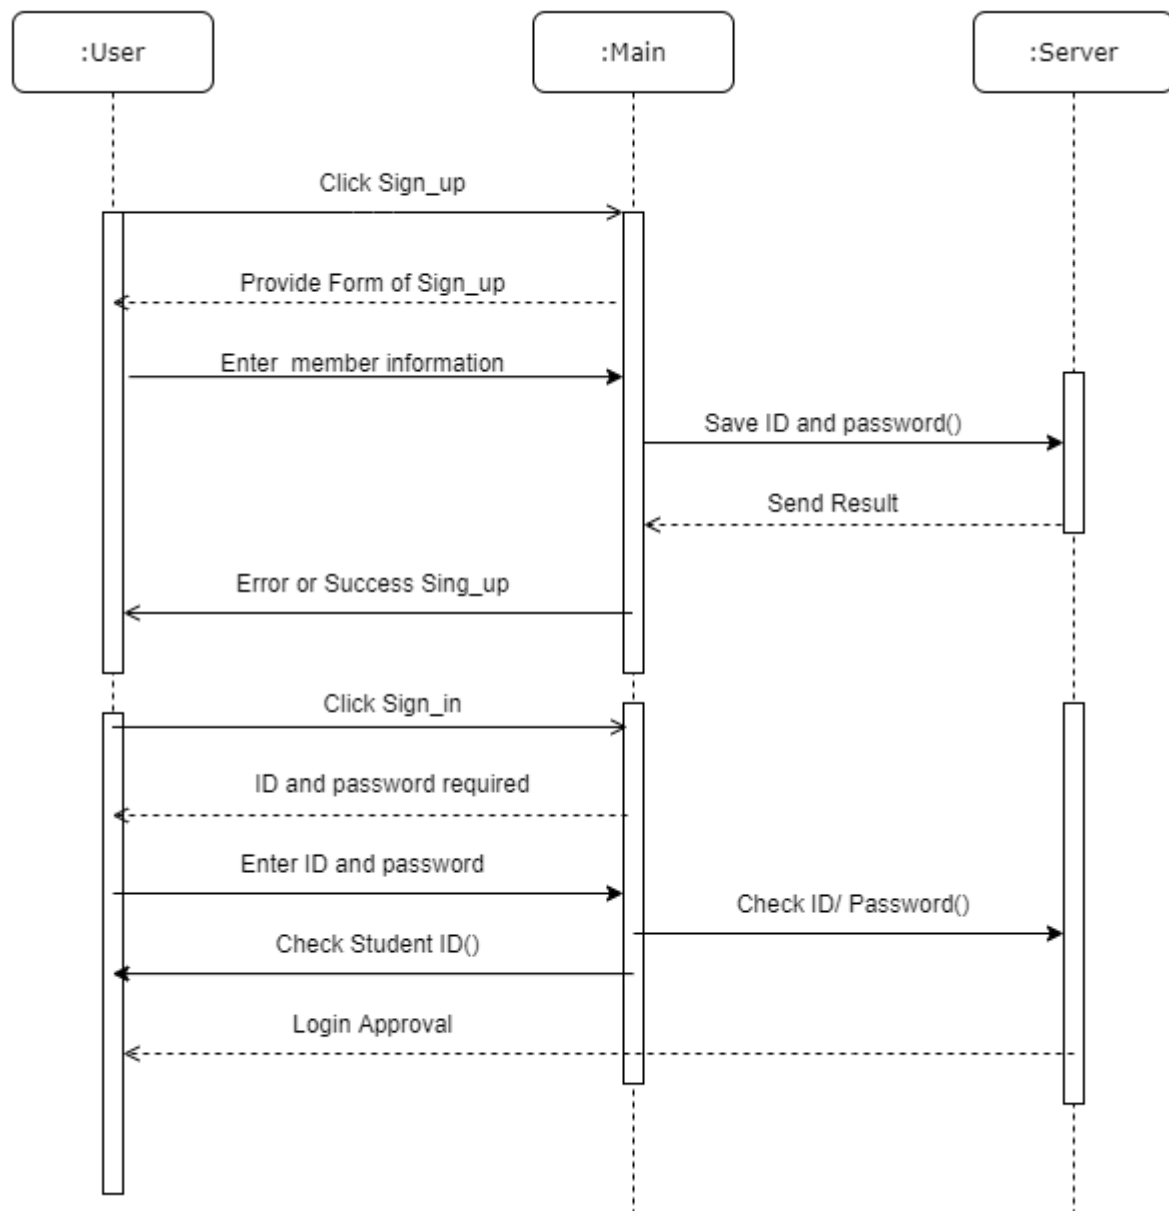 :User
:Main
:Server
Click Sign_up
Provide Form of Sign_up
Enter  member information
Save ID and password()
Send Result
Error or Success Sing_up
Click Sign_in
ID and password required
Enter ID and password
Check ID/ Password()
Check Student ID()
Login Approval